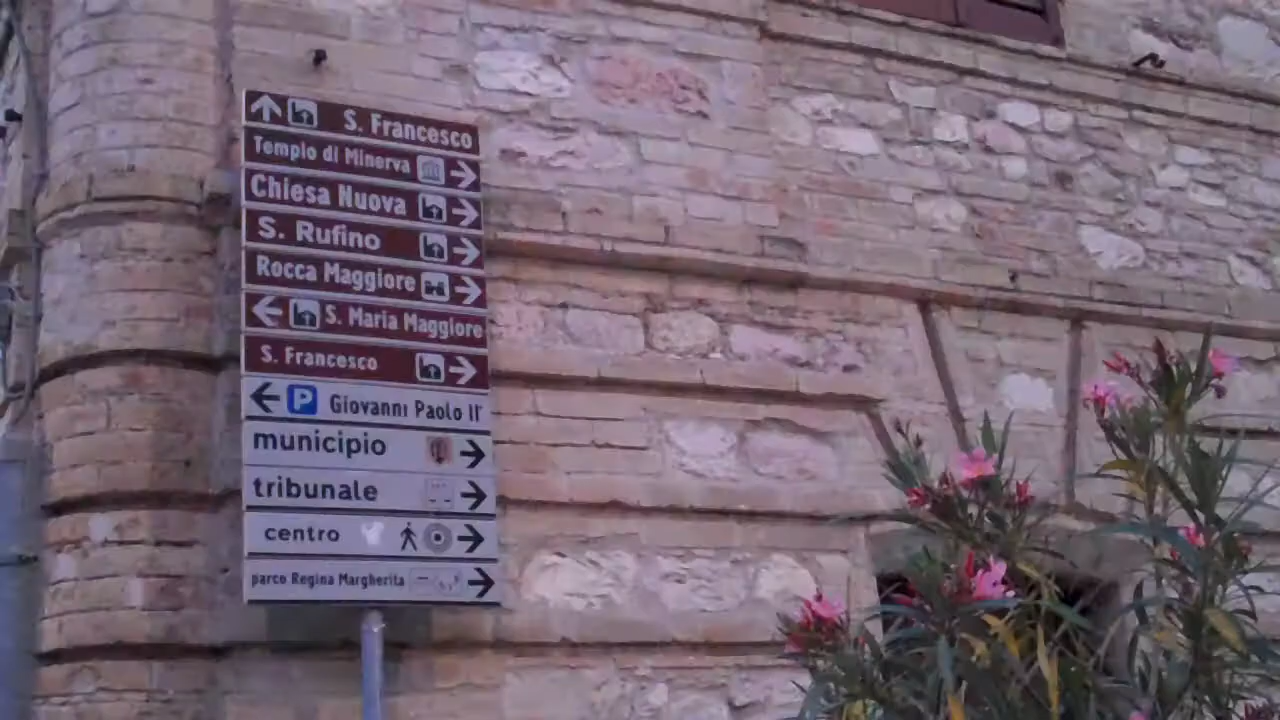 S. Francesco
Tempio di Minerva
Chiesa Nuova
S. Rufino
Rocca Maggiore
S. Maria Maggiore
S. Francesco
P Giovanni Paolo II°
municipio
tribunale
centro
parco Regina Margherita